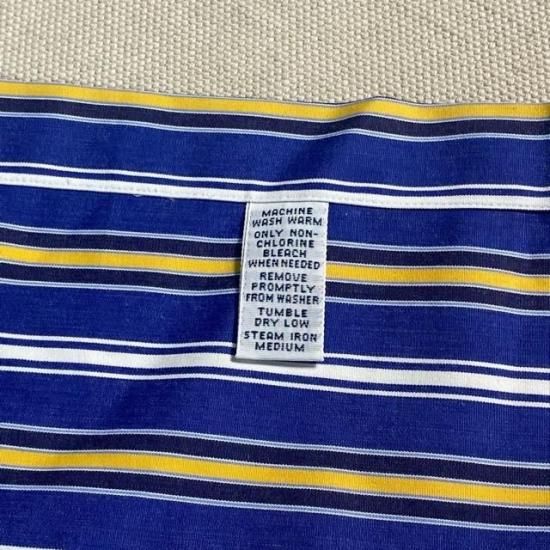 MACHINE
WASH WARM
ONLY NON-
CHLORINE
BLEACH
WHEN NEEDED
REMOVE
PROMPTLY
FROM WASHER
TUMBLE
DRY LOW
STEAM IRON
MEDIUM